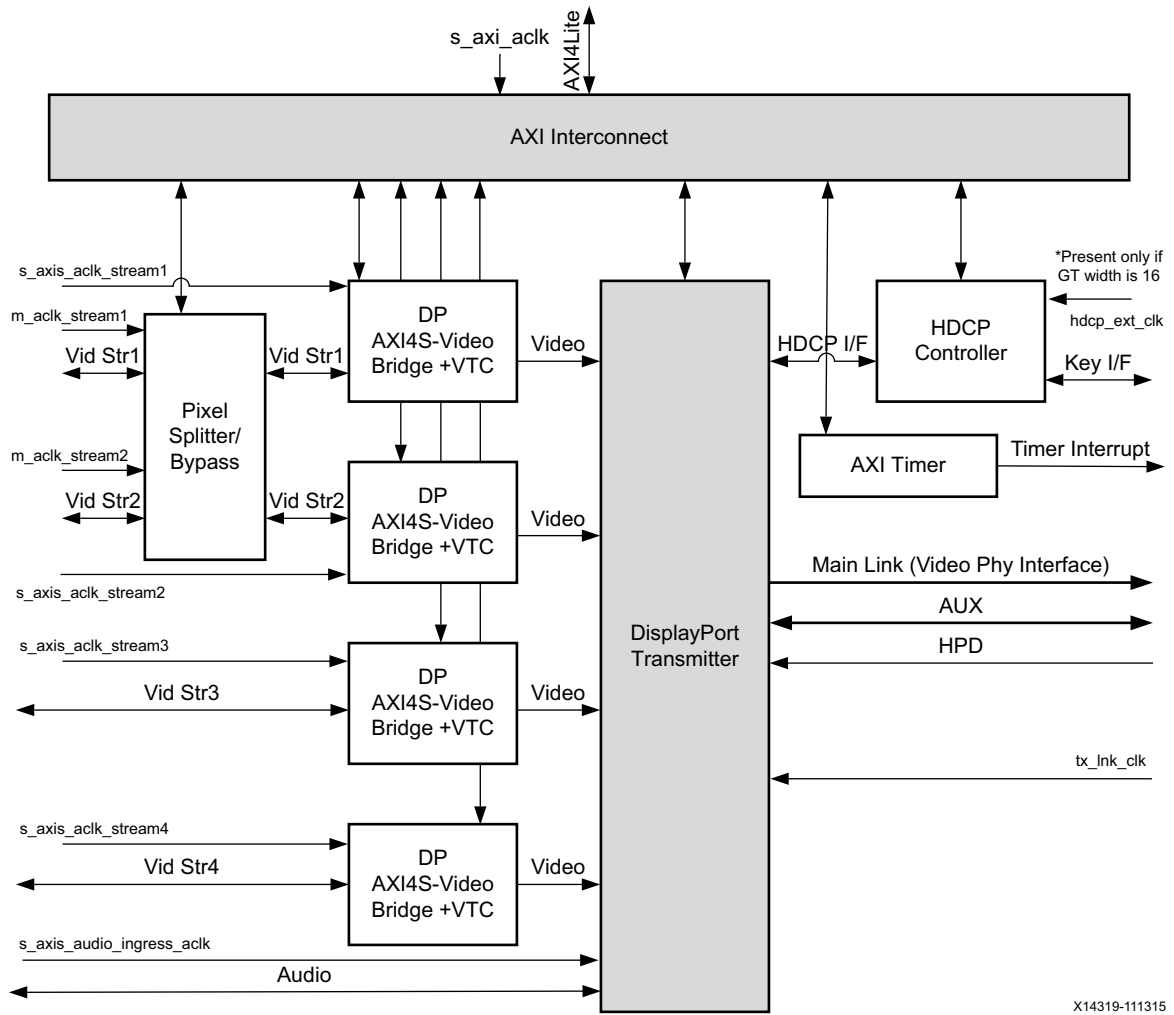 s_axi_aclk
AXI4Lite
AXI Interconnect
s_axis_aclk_stream1
m_aclk_stream1
Vid Str1
Vid Str1
DP
AXI4S-Video
Bridge +VTC
Video
Pixel
Splitter/
Bypass
m_aclk_stream2
Vid Str2
Vid Str2
DP
AXI4S-Video
Bridge +VTC
Video
s_axis_aclk_stream2
s_axis_aclk_stream3
Vid Str3
DP
AXI4S-Video
Bridge +VTC
Video
s_axis_aclk_stream4
Vid Str4
DP
AXI4S-Video
Bridge +VTC
Video
s_axis_audio_ingress_aclk
Audio
DisplayPort
Transmitter
HDCP I/F
HDCP
Controller
*Present only if
GT width is 16
hdcp_ext_clk
Key I/F
AXI Timer
Timer Interrupt
Main Link (Video Phy Interface)
AUX
HPD
tx_lnk_clk
X14319-111315